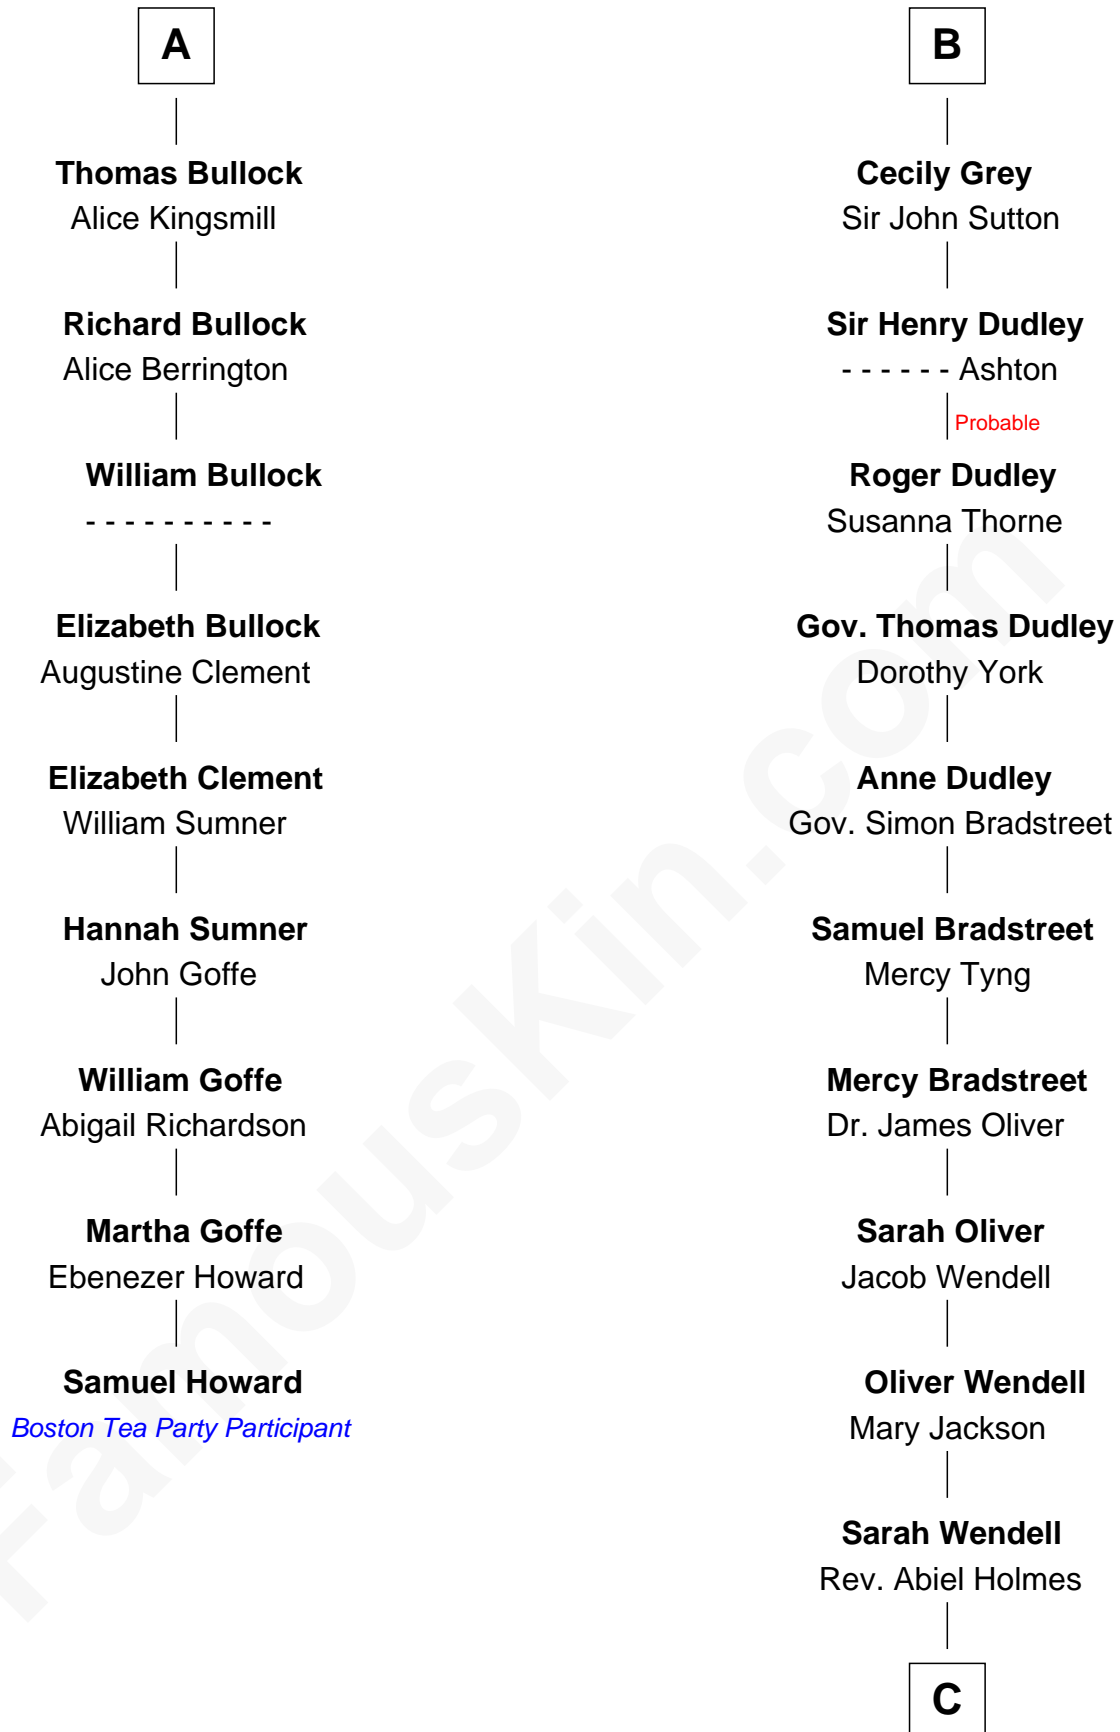 A
Thomas Bullock
Alice Kingsmill
Richard Bullock
Alice Berrington
William Bullock
- - - - - - - - - -
Elizabeth Bullock
Augustine Clement
Elizabeth Clement
William Sumner
Hannah Sumner
John Goffe
William Goffe
Abigail Richardson
Martha Goffe
Ebenezer Howard
Samuel Howard
Boston Tea Party Participant
B
Cecily Grey
Sir John Sutton
Sir Henry Dudley
- - - - - - Ashton
Probable
Roger Dudley
Susanna Thorne
Gov. Thomas Dudley
Dorothy York
Anne Dudley
Gov. Simon Bradstreet
Samuel Bradstreet
Mercy Tyng
Mercy Bradstreet
Dr. James Oliver
Sarah Oliver
Jacob Wendell
Oliver Wendell
Mary Jackson
Sarah Wendell
Rev. Abiel Holmes
C
FamousKin.com